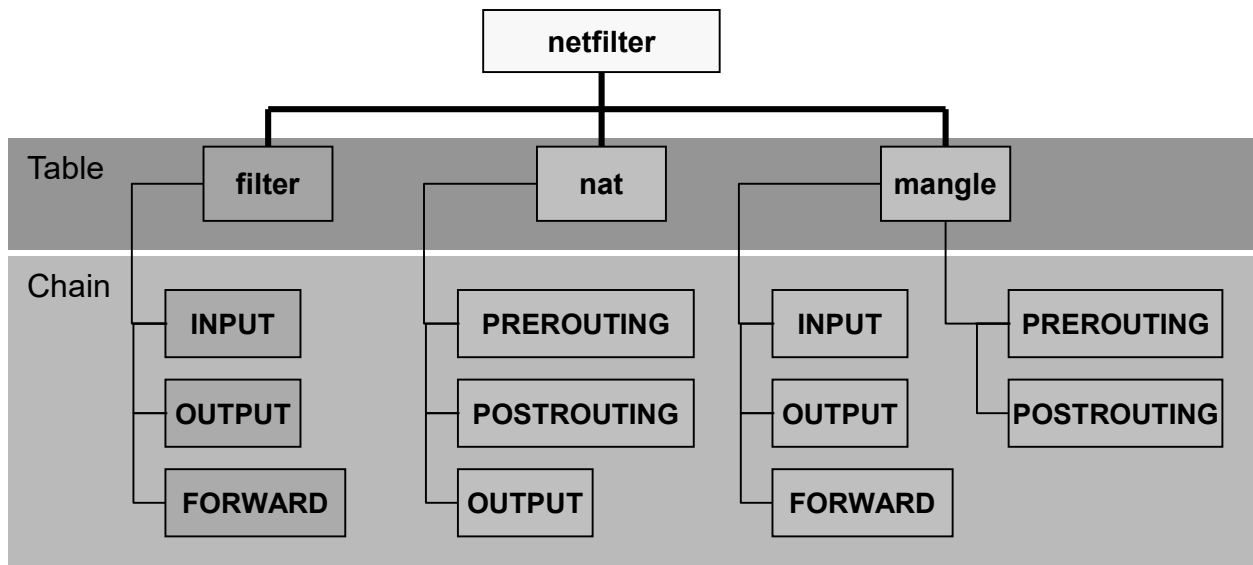 netfilter
Table
filter
nat
mangle
Chain
INPUT
PREROUTING
INPUT
PREROUTING
OUTPUT
POSTROUTING
OUTPUT
POSTROUTING
FORWARD
OUTPUT
FORWARD